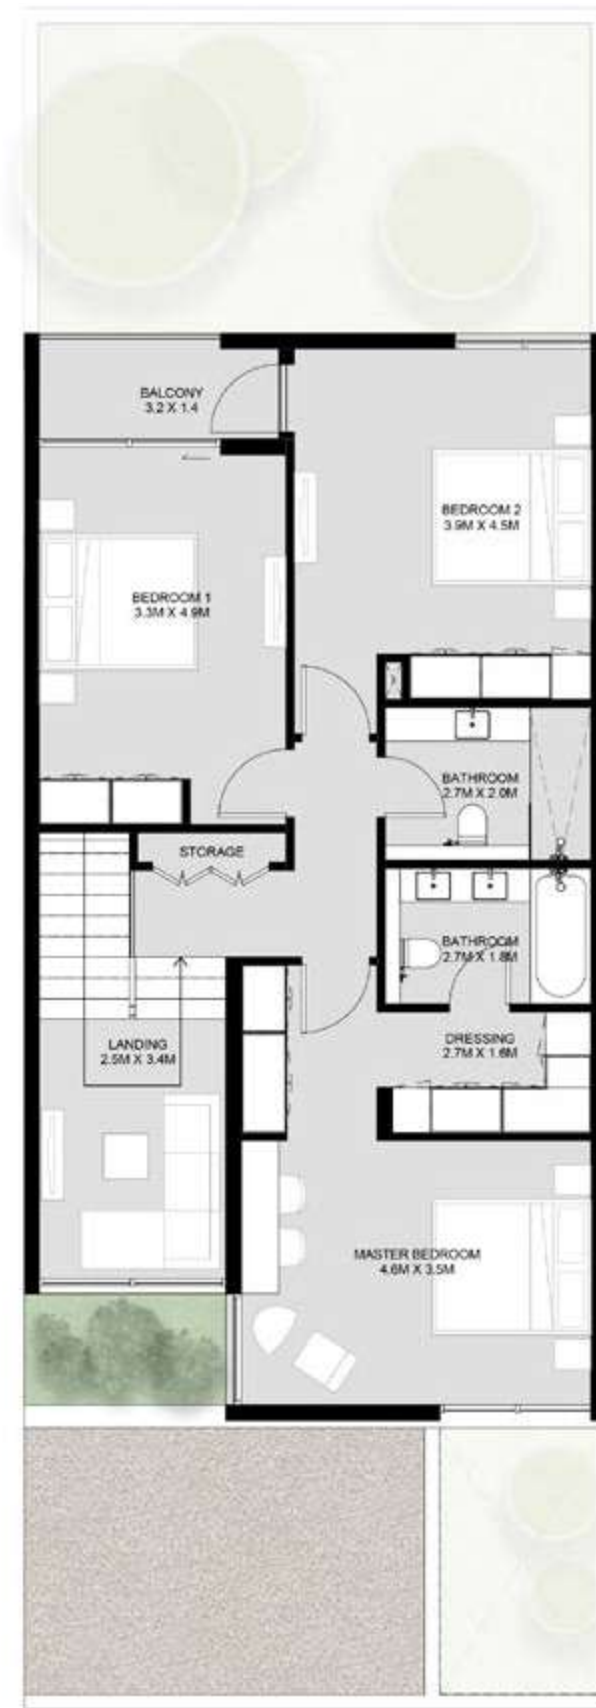 BALCONY
3.2 X 1.4
BEDROOM 2
3.9M X 4.5M
BEDROOM 1
3.3M X 4.9M
BATHROOM
2.7M X 2.0M
STORAGE
BATHROOM
2.7M X 1.8M
LANDING
2.5M X 3.4M
DRESSING
2.7M X 1.6M
MASTER BEDROOM
4.6M X 3.5M